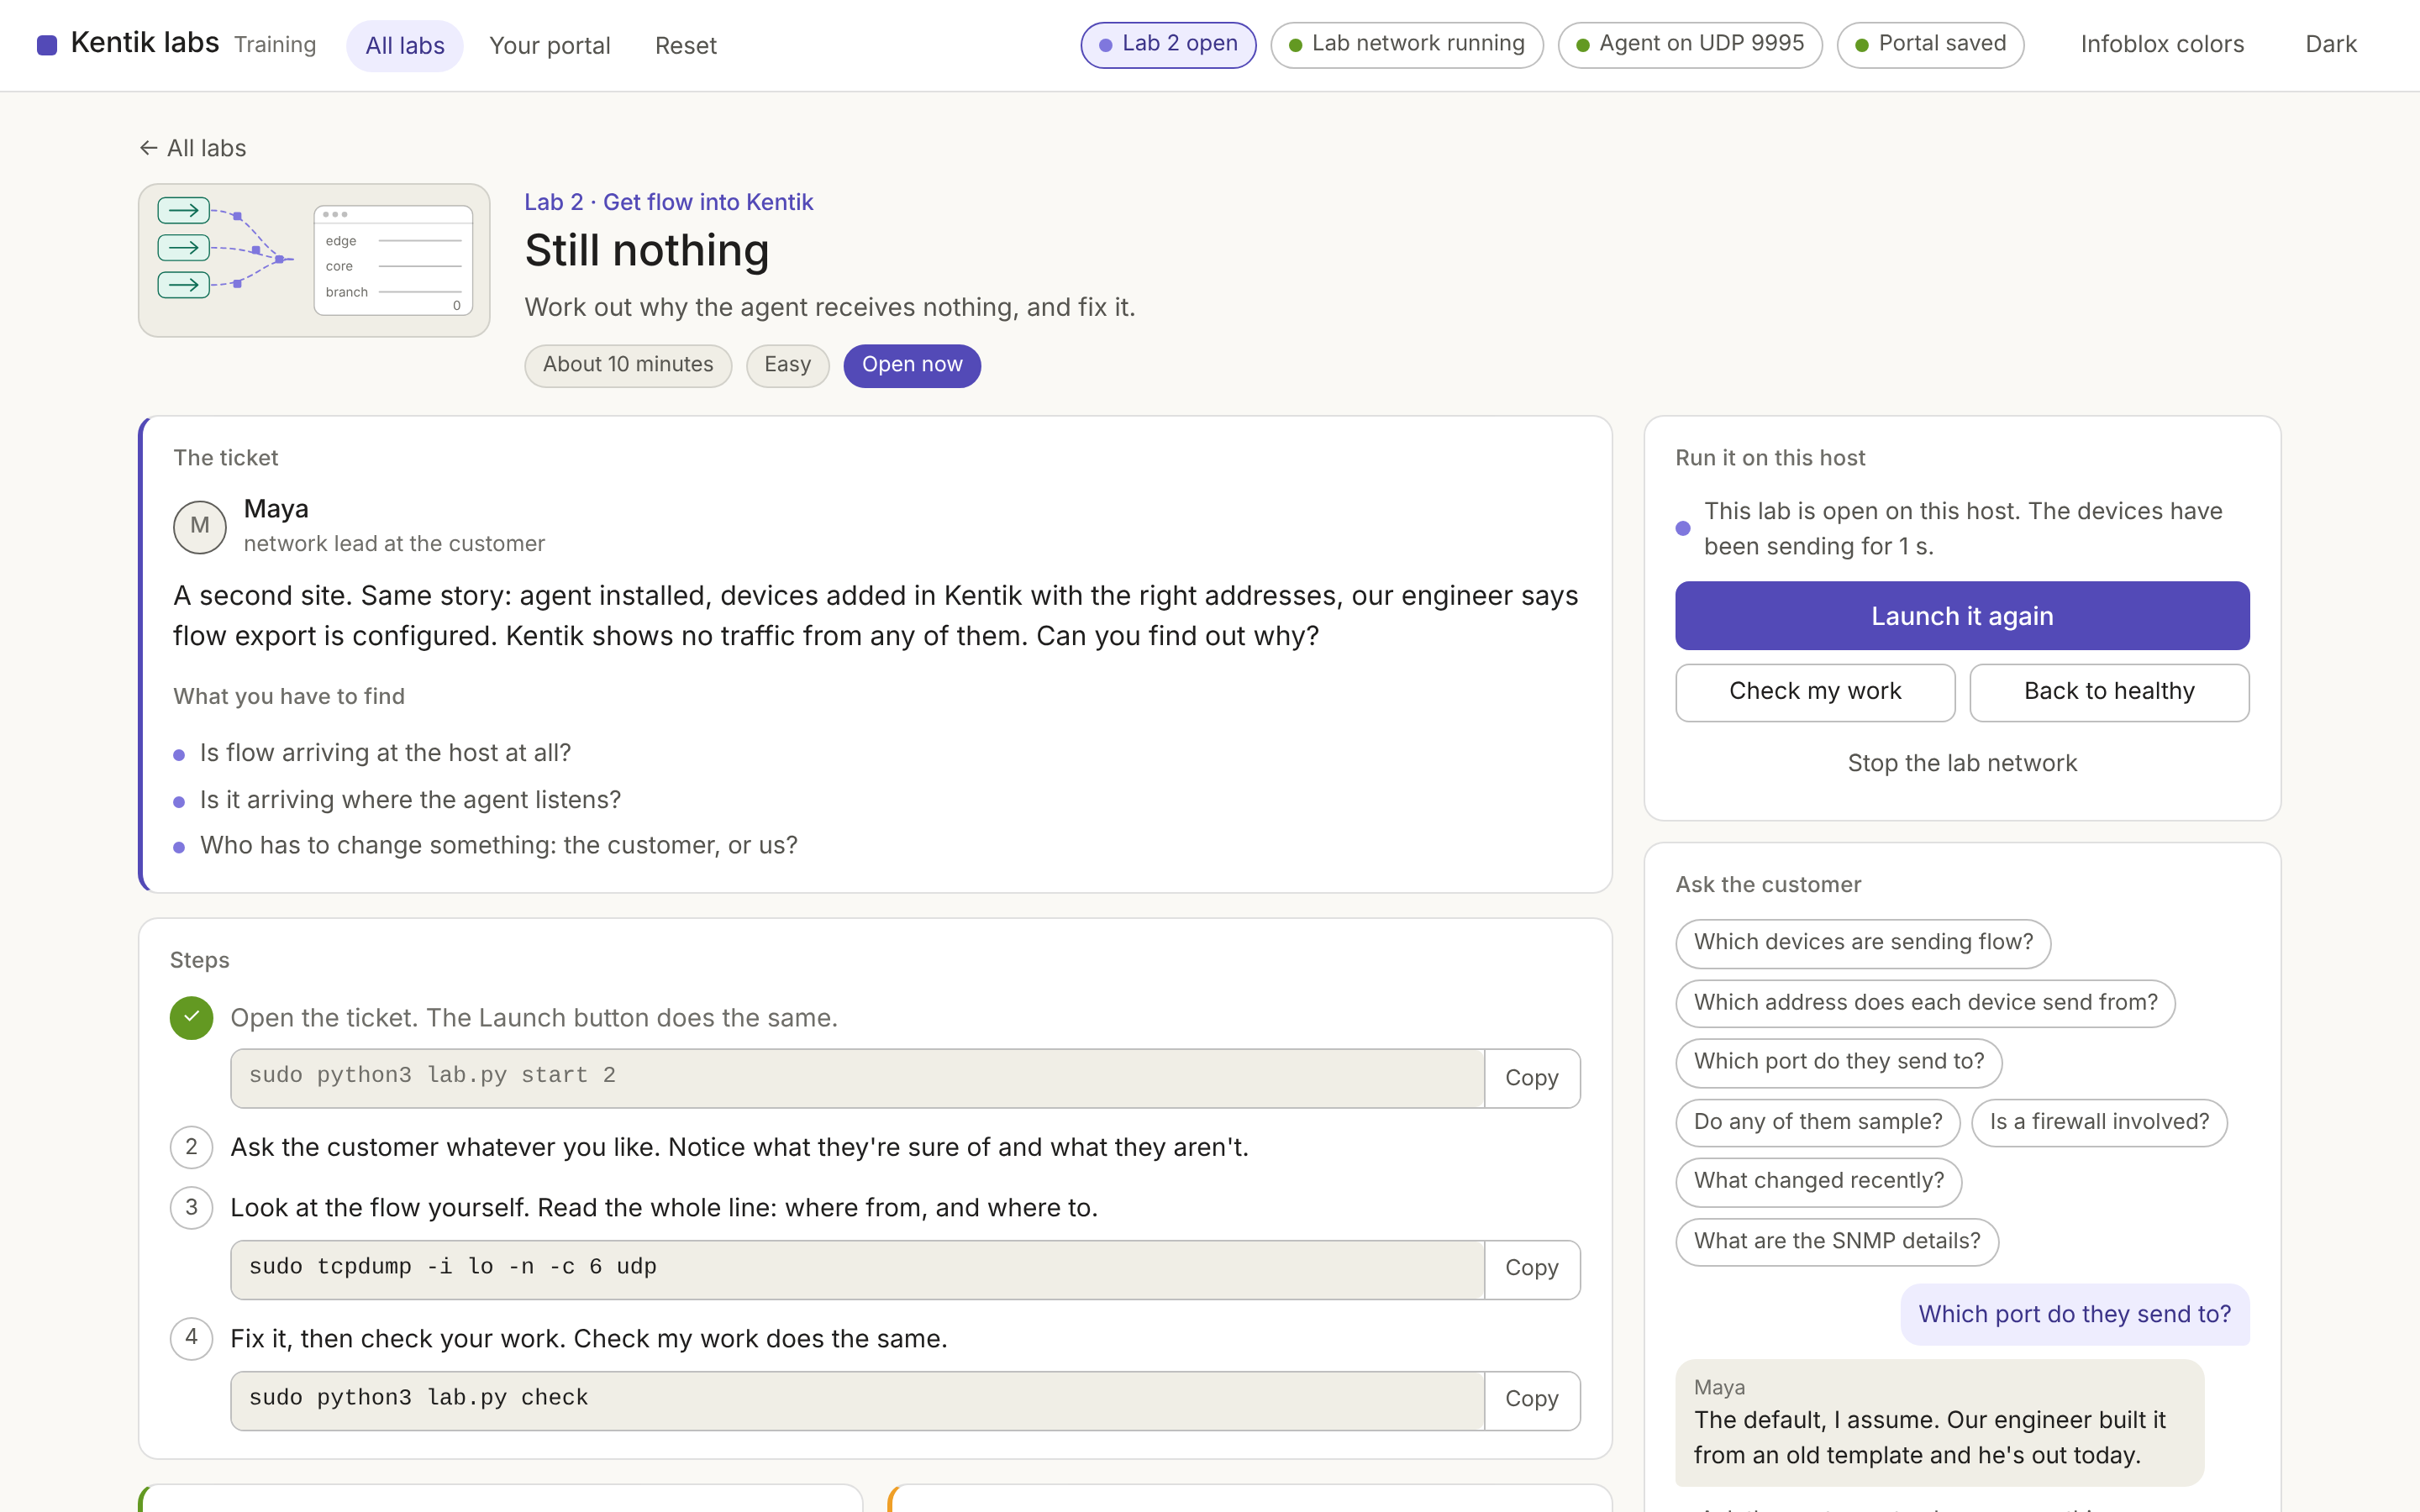 Kentik labs Training All labs Your portal Reset Lab 2 open Lab network running Agent on UDP 9995 Portal saved Infoblox colors Dark
← All labs
edge
core
branch
0
Lab 2 · Get flow into Kentik
Still nothing
Work out why the agent receives nothing, and fix it.
About 10 minutes Easy Open now
The ticket
M
Maya
network lead at the customer
A second site. Same story: agent installed, devices added in Kentik with the right addresses, our engineer says
flow export is configured. Kentik shows no traffic from any of them. Can you find out why?
What you have to find
Is flow arriving at the host at all?
Is it arriving where the agent listens?
Who has to change something: the customer, or us?
Steps
Open the ticket. The Launch button does the same.
sudo python3 lab.py start 2 Copy
2 Ask the customer whatever you like. Notice what they're sure of and what they aren't.
3 Look at the flow yourself. Read the whole line: where from, and where to.
sudo tcpdump -i lo -n -c 6 udp Copy
4 Fix it, then check your work. Check my work does the same.
sudo python3 lab.py check Copy
Run it on this host
This lab is open on this host. The devices have
been sending for 1 s.
Launch it again
Check my work Back to healthy
Stop the lab network
Ask the customer
Which devices are sending flow?
Which address does each device send from?
Which port do they send to?
Do any of them sample? Is a firewall involved?
What changed recently?
What are the SNMP details?
Which port do they send to?
Maya
The default, I assume. Our engineer built it
from an old template and he's out today.